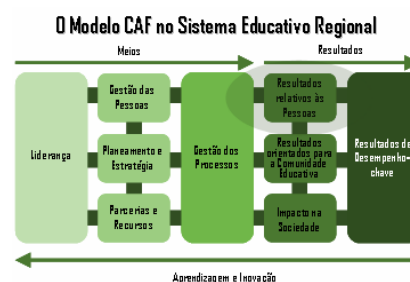 O Modelo CAF no Sistema Educativo Regional
Meios
Resultados
Liderança
Gestão das
Pessoas
Planeamento e
Estratégia
Parcerias e
Recursos
Gestão dos
Processos
Resultados
relativos às
Pessoas
Resultados
orientados para
a Comunidade
Educativa
Impacto na
Sociedade
Resultados de
Desempenho-
chave
Aprendizagem e Inovação